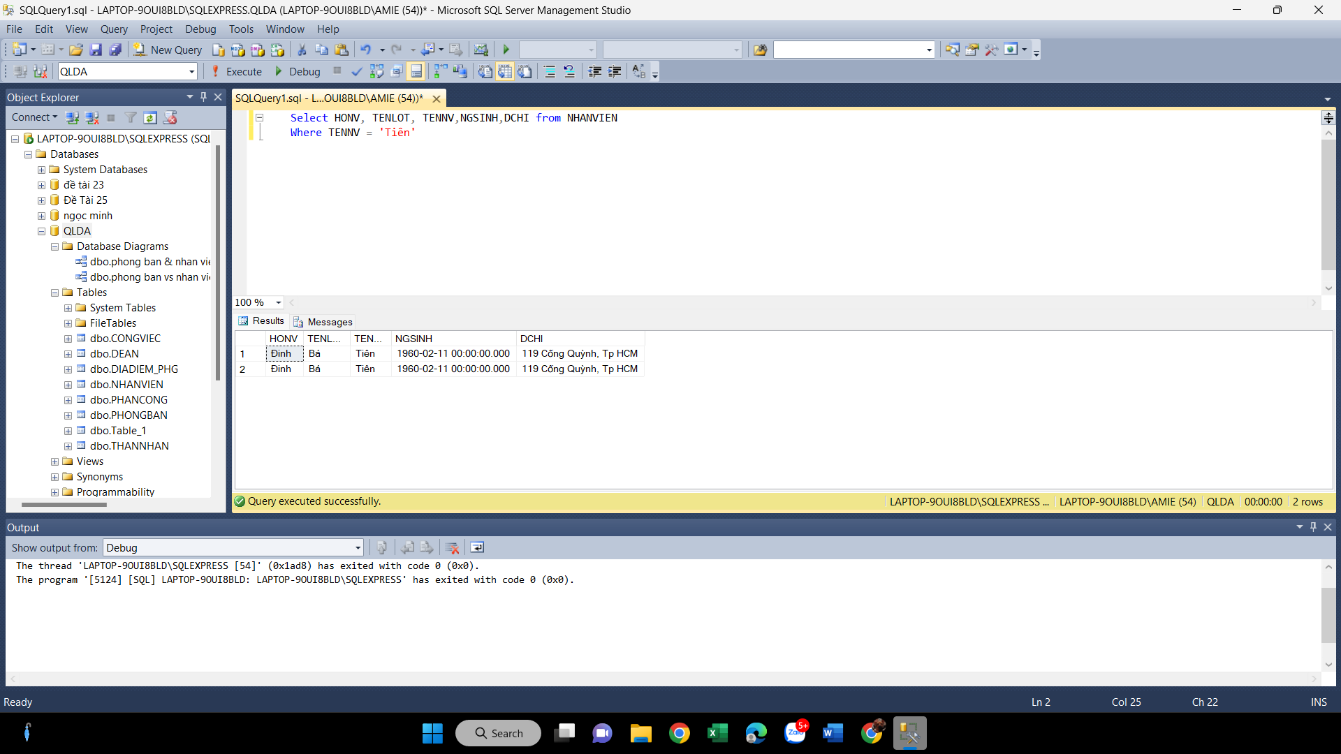 SQLQuery1.sql - LAPTOP-9OUI8BLD\SQLEXPRESS.QLDA (LAPTOP-9OUI8BLD\AMIE (54))* - Microsoft SQL Server Management Studio
File Edit View Query Project Debug Tools Window Help
New Query
QLDA Execute Debug
Object Explorer
Connect
LAPTOP-9OUI8BLD\SQLEXPRESS (SQL
Databases
System Databases
đề tài 23
Đề Tài 25
ngọc minh
QLDA
Database Diagrams
dbo.phong ban & nhan vi
dbo.phong ban vs nhan vi
Tables
System Tables
FileTables
dbo.CONGVIEC
dbo.DEAN
dbo.DIADIEM_PHG
dbo.NHANVIEN
dbo.PHANCONG
dbo.PHONGBAN
dbo.Table_1
dbo.THANNHAN
Views
Synonyms
Programmability
SQLQuery1.sql - L...OUI8BLD\AMIE (54))*
Select HONV, TENLOT, TENNV,NGSINH,DCHI from NHANVIEN
Where TENNV = 'Tiên'
100 %
Results Messages
HONV TENL... TEN... NGSINH DCHI
1 Đinh Bá Tiên 1960-02-11 00:00:00.000 119 Cống Quỳnh, Tp HCM
2 Đinh Bá Tiên 1960-02-11 00:00:00.000 119 Cống Quỳnh, Tp HCM
Query executed successfully. LAPTOP-9OUI8BLD\SQLEXPRESS ... LAPTOP-9OUI8BLD\AMIE (54) QLDA 00:00:00 2 rows
Output
Show output from: Debug
The thread 'LAPTOP-9OUI8BLD\SQLEXPRESS [54]' (0x1ad8) has exited with code 0 (0x0).
The program '[5124] [SQL] LAPTOP-9OUI8BLD: LAPTOP-9OUI8BLD\SQLEXPRESS' has exited with code 0 (0x0).
Ready Ln 2 Col 25 Ch 22 INS
Search
5+
Zalo